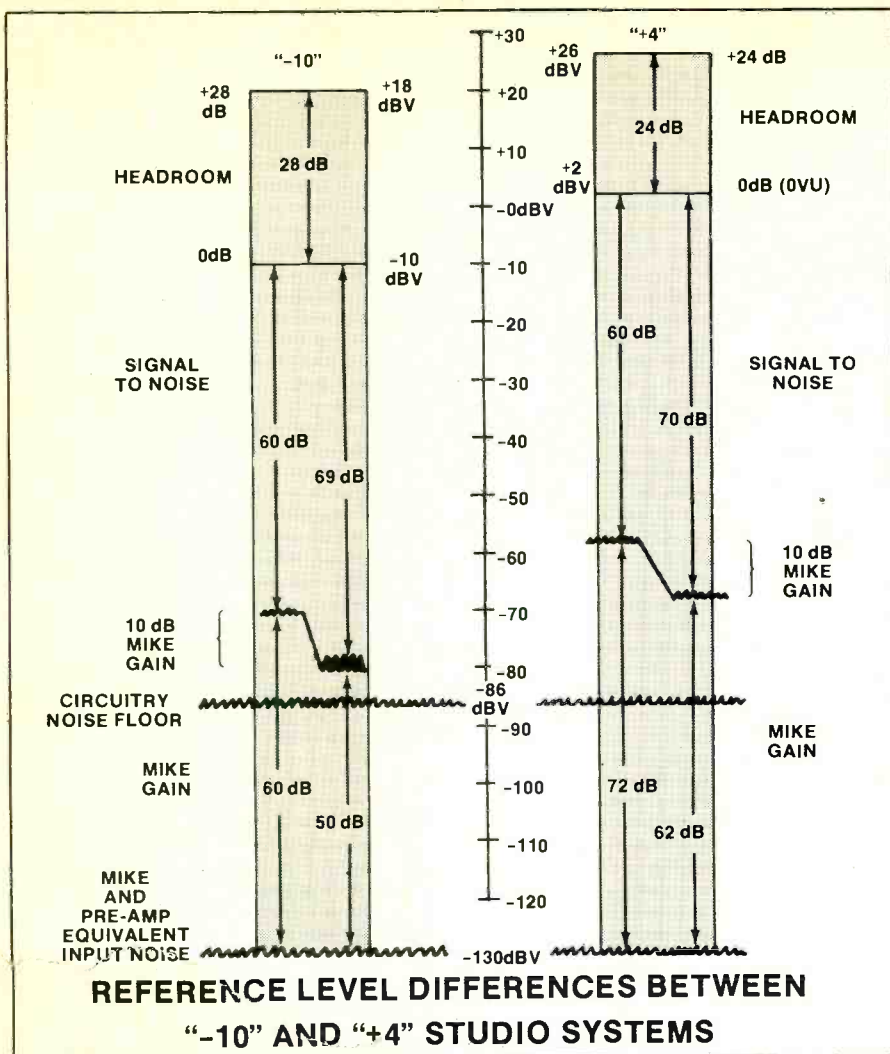 "-10"
+28
dB
+18
dBV
HEADROOM
28 dB
0dB
-10
dBV
SIGNAL
TO NOISE
60 dB
69 dB
10 dB
MIKE
GAIN
CIRCUITRY
NOISE FLOOR
MIKE
GAIN
60 dB
50 dB
MIKE
AND
PRE-AMP
EQUIVALENT
INPUT NOISE
+30
+20
+10
-0dBV
-10
-20
-30
-40
-50
-60
-70
-80
-86
dBV
-90
-100
-110
-120
-130dBV
"+4"
+26
dBV
+24 dB
24 dB
HEADROOM
+2
dBV
0dB (0VU)
60 dB
70 dB
SIGNAL TO
NOISE
10 dB
MIKE
GAIN
MIKE
GAIN
72 dB
62 dB
REFERENCE LEVEL DIFFERENCES BETWEEN
"-10" AND "+4" STUDIO SYSTEMS